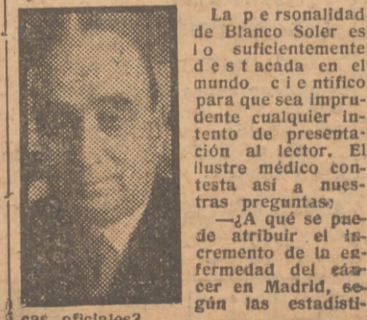 La personalidad
de Blanco Soler es
lo suficientemente
destacada en el
mundo científico
para que sea impru-
dente cualquier in-
tento de presenta-
ción al lector. El
ilustre médico con-
testa así a nues-
tras preguntas:
—¿A qué se pue-
de atribuir el in-
cremento de la en-
fermedad del cán-
cer en Madrid, se-
gún las estadísti-
cas oficiales?